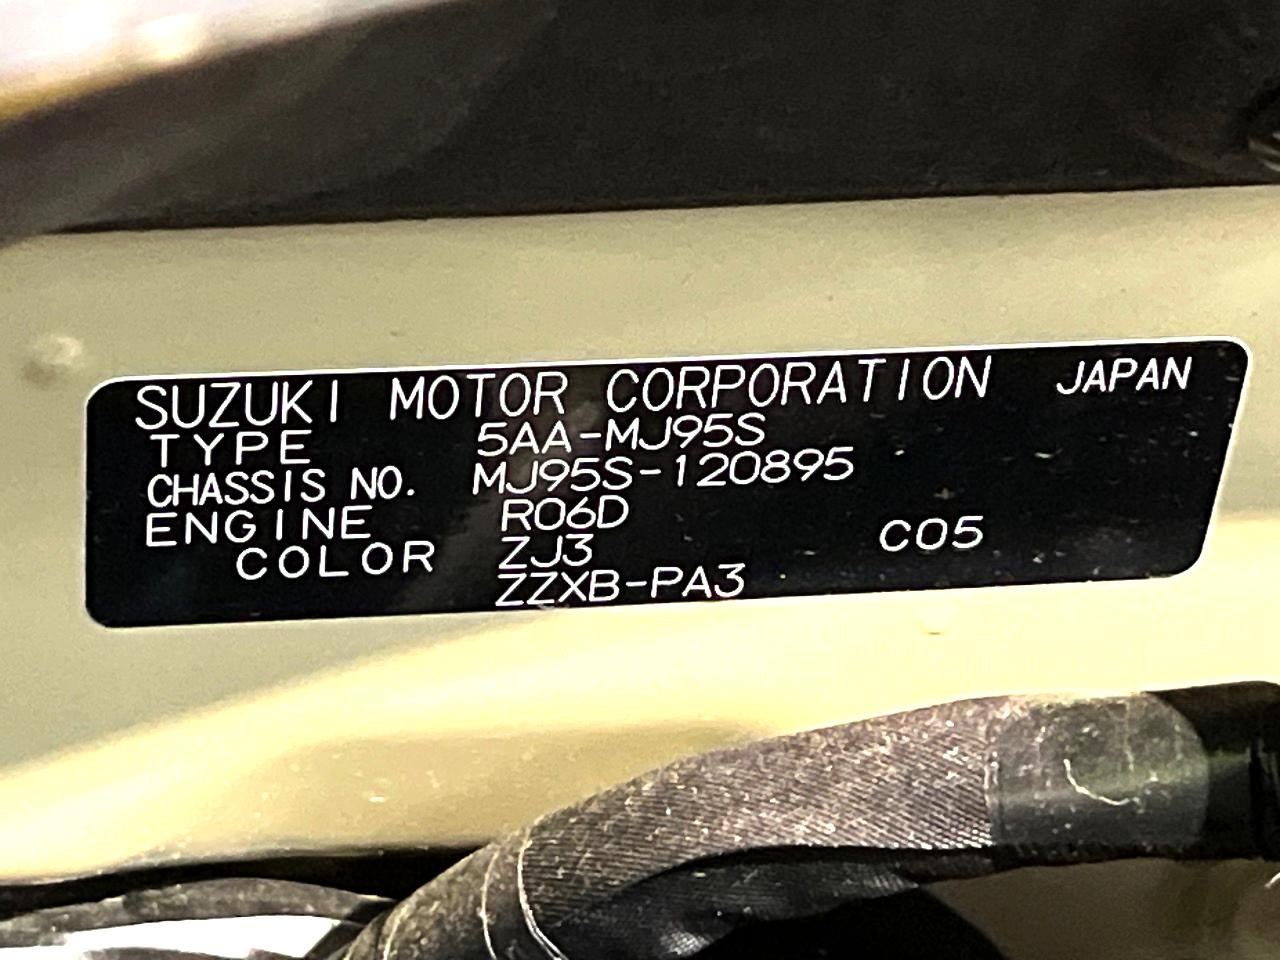 SUZUKI MOTOR CORPORATION JAPAN
TYPE 5AA-MJ95S
CHASSIS NO. MJ95S-120895
ENGINE R06D
COLOR ZJ3 C05
ZZXB-PA3